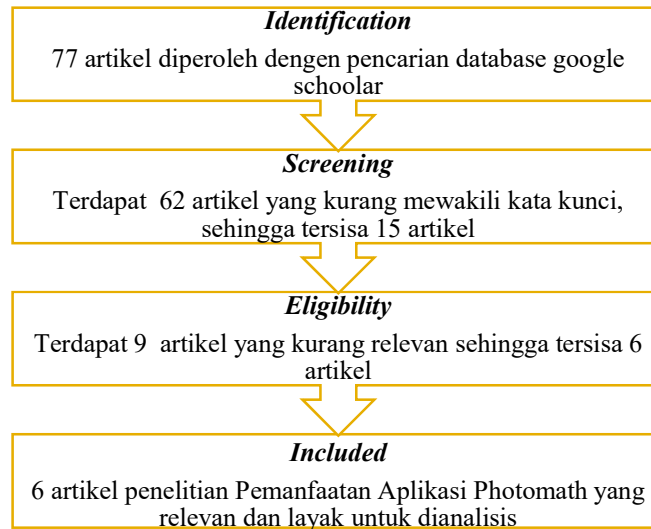 Identification
77 artikel diperoleh dengan pencarian database google
schoolar
Screening
Terdapat 62 artikel yang kurang mewakili kata kunci,
sehingga tersisa 15 artikel
Eligibility
Terdapat 9 artikel yang kurang relevan sehingga tersisa 6
artikel
Included
6 artikel penelitian Pemanfaatan Aplikasi Photomath yang
relevan dan layak untuk dianalisis